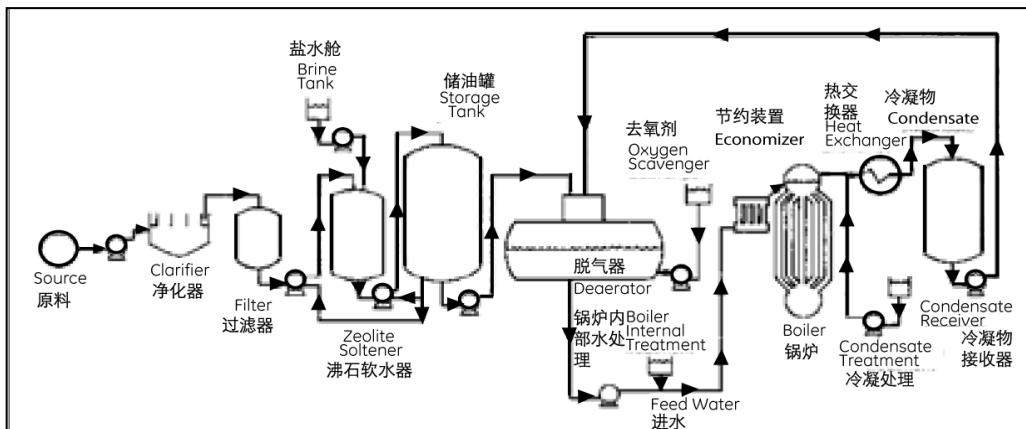 Source
原料
Clarifier
净化器
Filter
过滤器
盐水舱
Brine
Tank
Zeolite
Soltener
沸石软水器
储油罐
Storage
Tank
脱气器
Deaerator
去氧剂
Oxygen
Scavenger
锅炉内
部水处
理
Boiler
Internal
Treatment
Feed Water
进水
节约装置
Economizer
Boiler
锅炉
热交
换器
Heat
Exchanger
冷凝物
Condensate
Condensate
Treatment
冷凝处理
Condensate
Receiver
冷凝物
接收器